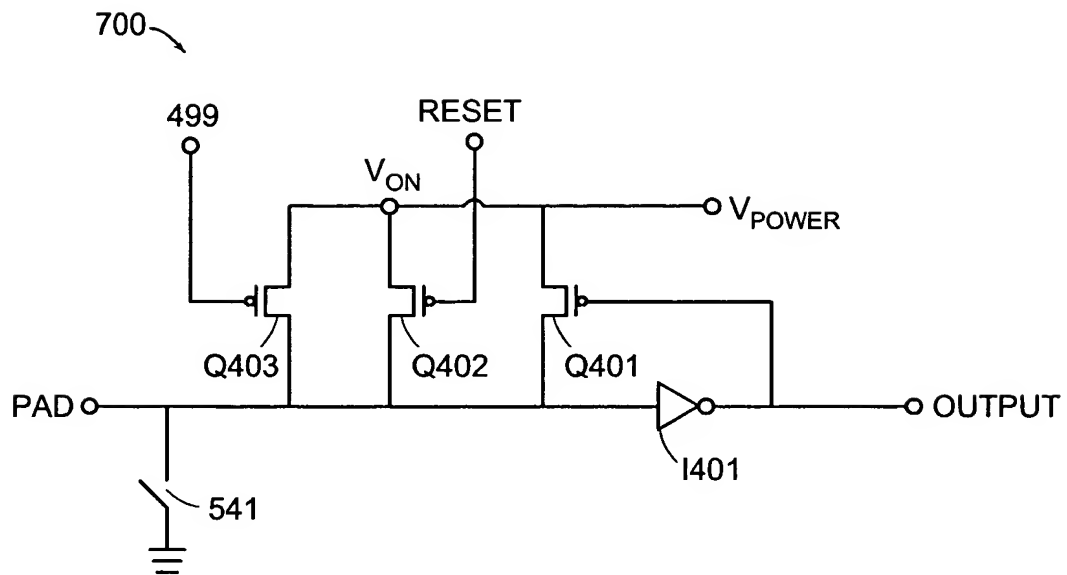 700
499
RESET
VON
VPOWER
Q403
Q402
Q401
PAD
OUTPUT
I401
541